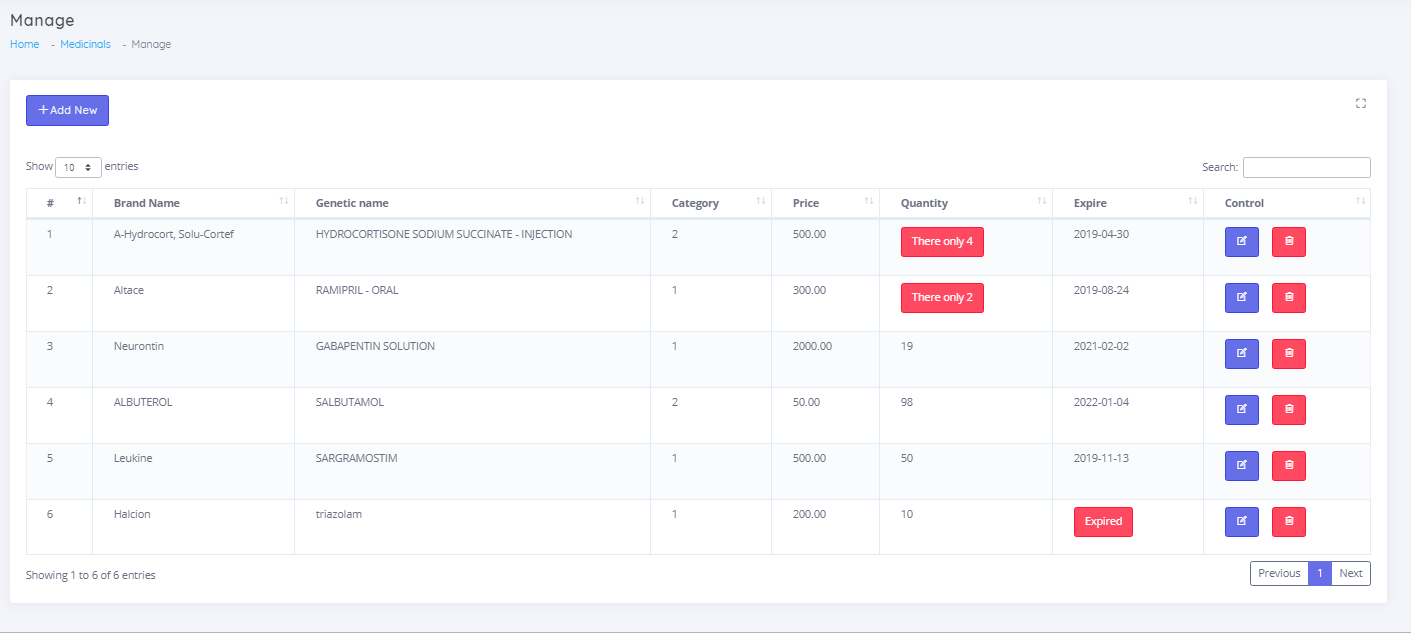 Manage
Home - Medicinals - Manage
+Add New
Show 10 entries Search:
# Brand Name Genetic name Category Price Quantity Expire Control
1 A-Hydrocort, Solu-Cortef HYDROCORTISONE SODIUM SUCCINATE - INJECTION 2 500.00 There only 4 2019-04-30
2 Altace RAMIPRIL - ORAL 1 300.00 There only 2 2019-08-24
3 Neurontin GABAPENTIN SOLUTION 1 2000.00 19 2021-02-02
4 ALBUTEROL SALBUTAMOL 2 50.00 98 2022-01-04
5 Leukine SARGRAMOSTIM 1 500.00 50 2019-11-13
6 Halcion triazolam 1 200.00 10 Expired
Showing 1 to 6 of 6 entries Previous 1 Next